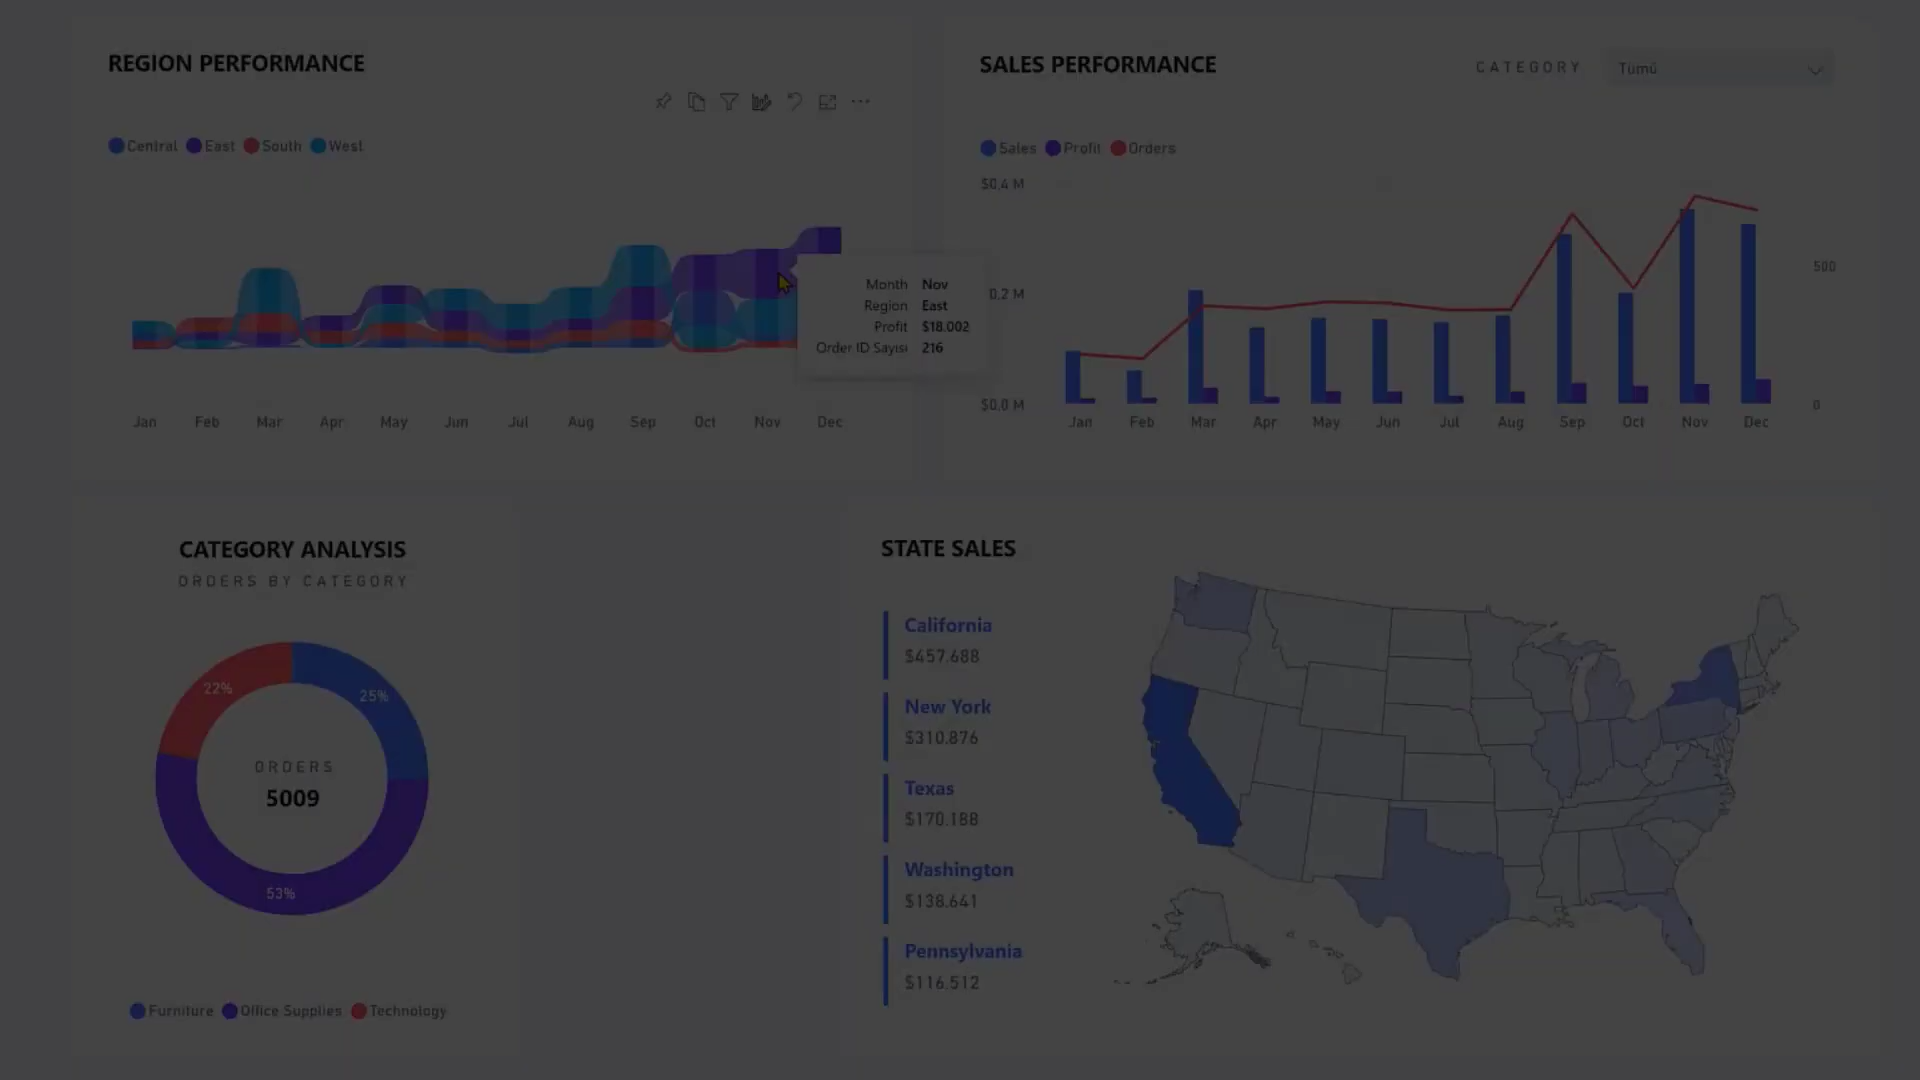 REGION PERFORMANCE
Central East South West
Month Nov
Region East
Profit $18.002
Order ID Sayısı 216
Jan Feb Mar Apr May Jun Jul Aug Sep Oct Nov Dec
SALES PERFORMANCE
CATEGORY Tümü
Sales Profit Orders
$0,4 M
0,2 M
$0,0 M
500
0
Jan Feb Mar Apr May Jun Jul Aug Sep Oct Nov Dec
CATEGORY ANALYSIS
ORDERS BY CATEGORY
22%
25%
53%
ORDERS
5009
Furniture Office Supplies Technology
STATE SALES
California
$457.688
New York
$310.876
Texas
$170.188
Washington
$138.641
Pennsylvania
$116.512